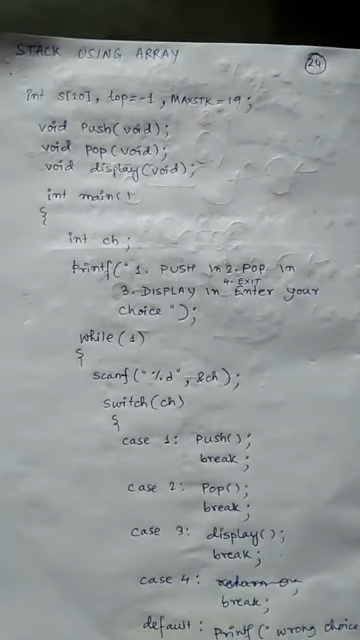 STACK USING ARRAY
24
int S[20], top=-1, MAXSTK=19;
void Push(void);
void Pop(void);
void display(void);
int main()
{
int ch;
printf("1. PUSH \n 2. POP \n
4. EXIT
3. DISPLAY \n Enter your
choice");
while(1)
{
scanf("%d", &ch);
switch(ch)
{
case 1: Push();
break;
case 2: Pop();
break;
case 3: display();
break;
case 4:
break;
default: printf("wrong choice